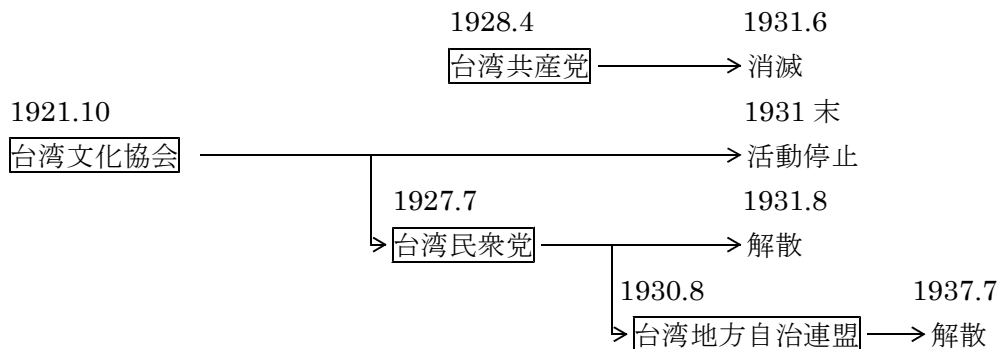 1928.4 1931.6
台湾共産党 消滅
1921.10 1931 末
台湾文化協会 活動停止
1927.7 1931.8
台湾民衆党 解散
1930.8 1937.7
台湾地方自治連盟 解散